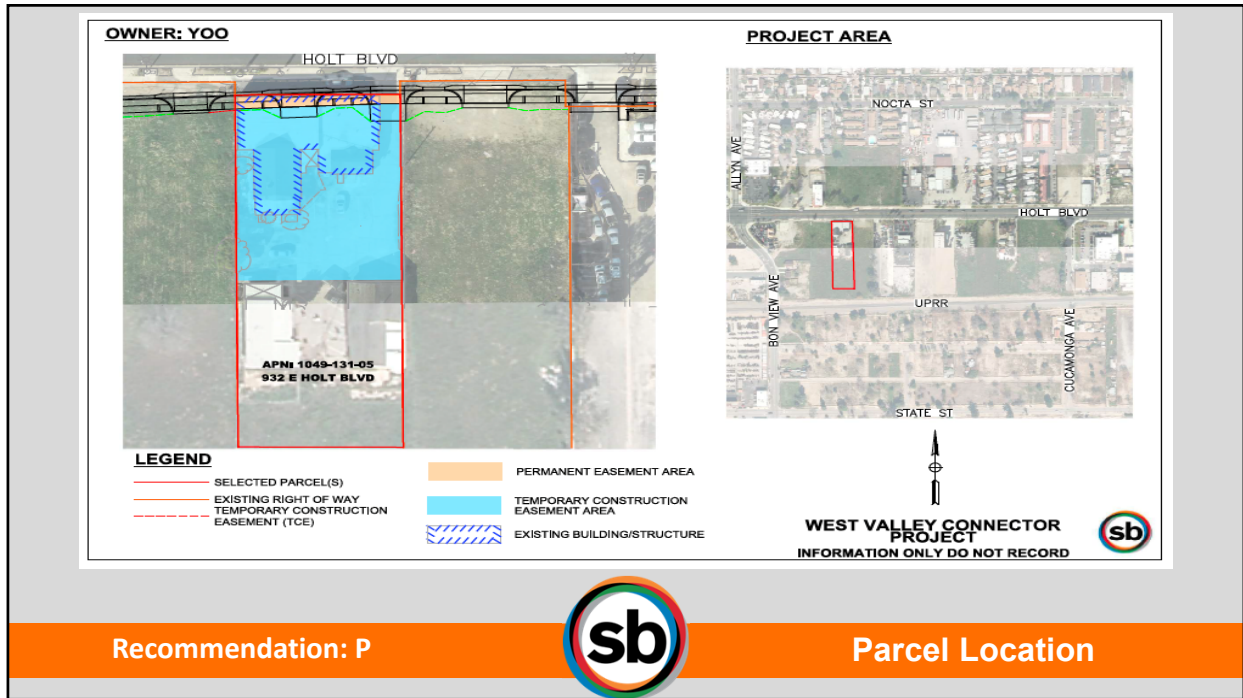 OWNER: YOO
HOLT BLVD
APN: 1049-131-05
932 E HOLT BLVD
PROJECT AREA
NOCTA ST
ALLYN AVE
HOLT BLVD
BON VIEW AVE
UPRR
CUCAMONGA AVE
STATE ST
LEGEND
SELECTED PARCEL(S)
EXISTING RIGHT OF WAY
TEMPORARY CONSTRUCTION
EASEMENT (TCE)
PERMANENT EASEMENT AREA
TEMPORARY CONSTRUCTION
EASEMENT AREA
EXISTING BUILDING/STRUCTURE
WEST VALLEY CONNECTOR
PROJECT
INFORMATION ONLY DO NOT RECORD
sb
Recommendation: P
sb
Parcel Location